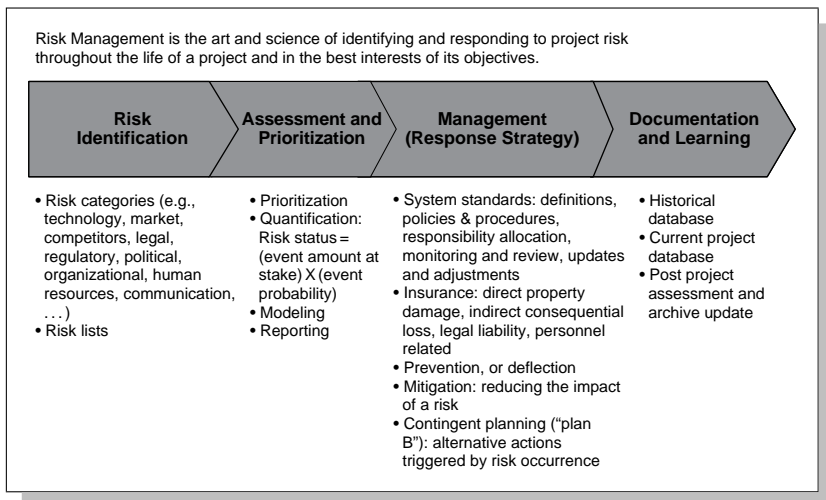 Risk Management is the art and science of identifying and responding to project risk
throughout the life of a project and in the best interests of its objectives.
Risk
Identification
Assessment and
Prioritization
Management
(Response Strategy)
Documentation
and Learning
• Risk categories (e.g.,
technology, market,
competitors, legal,
regulatory, political,
organizational, human
resources, communication,
. . . )
• Risk lists
• Prioritization
• Quantification:
Risk status =
(event amount at
stake) X (event
probability)
• Modeling
• Reporting
• System standards: definitions,
policies & procedures,
responsibility allocation,
monitoring and review, updates
and adjustments
• Insurance: direct property
damage, indirect consequential
loss, legal liability, personnel
related
• Prevention, or deflection
• Mitigation: reducing the impact
of a risk
• Contingent planning (“plan
B”): alternative actions
triggered by risk occurrence
• Historical
database
• Current project
database
• Post project
assessment and
archive update